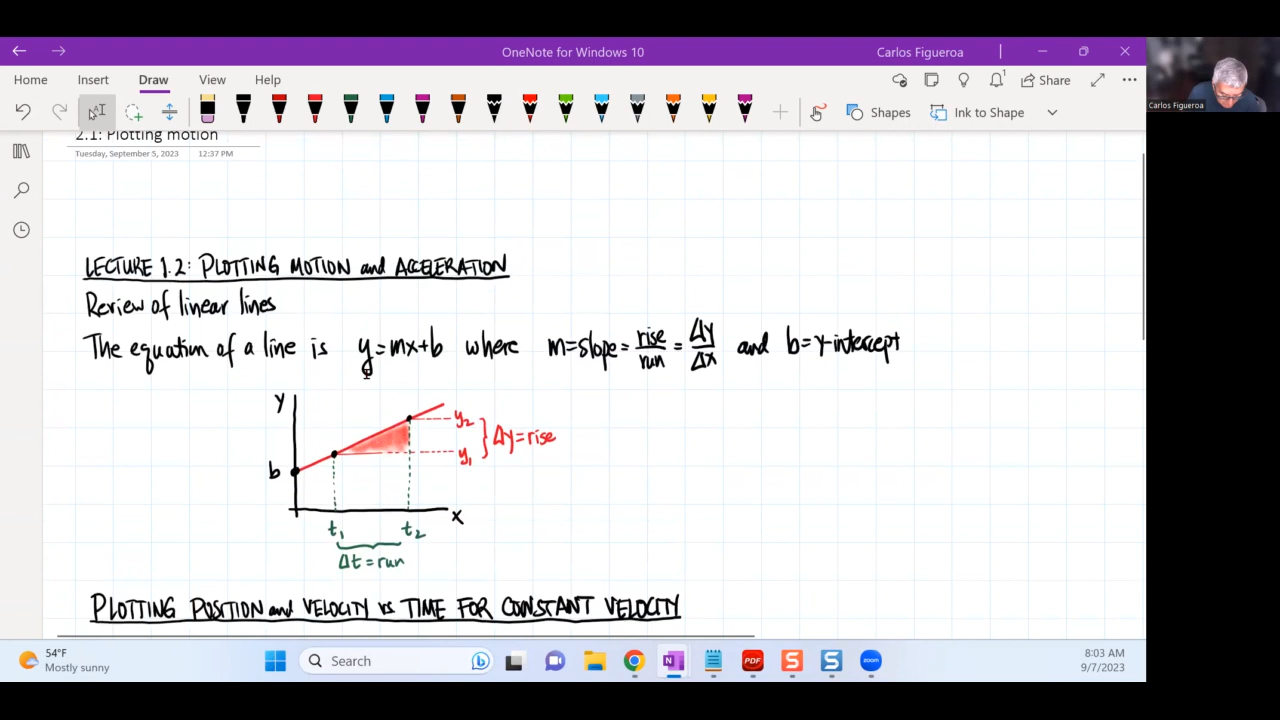 OneNote for Windows 10
Carlos Figueroa
Home Insert Draw View Help
1
Share
Shapes
Ink to Shape
Carlos Figueroa
2.1: Plotting motion
Tuesday, September 5, 2023 12:37 PM
LECTURE 1.2: PLOTTING MOTION and ACCELERATION
Review of linear lines
The equation of a line is y=mx+b where m=slope= rise/run = Δy/Δx and b=y-intercept
y
y₂
Δy=rise
y₁
b
x
t₁ t₂
Δt=run
PLOTTING POSITION and VELOCITY vs TIME FOR CONSTANT VELOCITY
54°F
Mostly sunny
Search
PDF
S
S
zoom
8:03 AM
9/7/2023